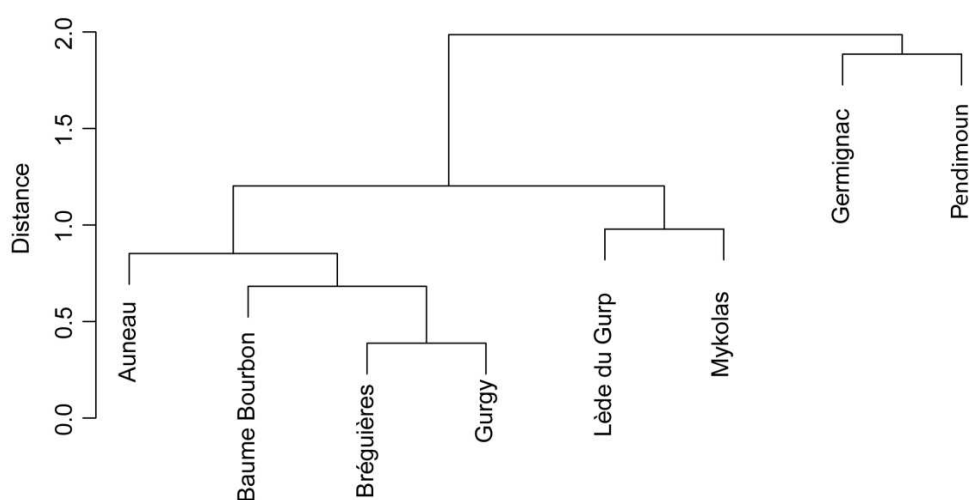 Distance
2.0
1.5
1.0
0.5
0.0
Auneau
Baume Bourbon
Bréguières
Gurgy
Lède du Gurp
Mykolas
Germignac
Pendimoun